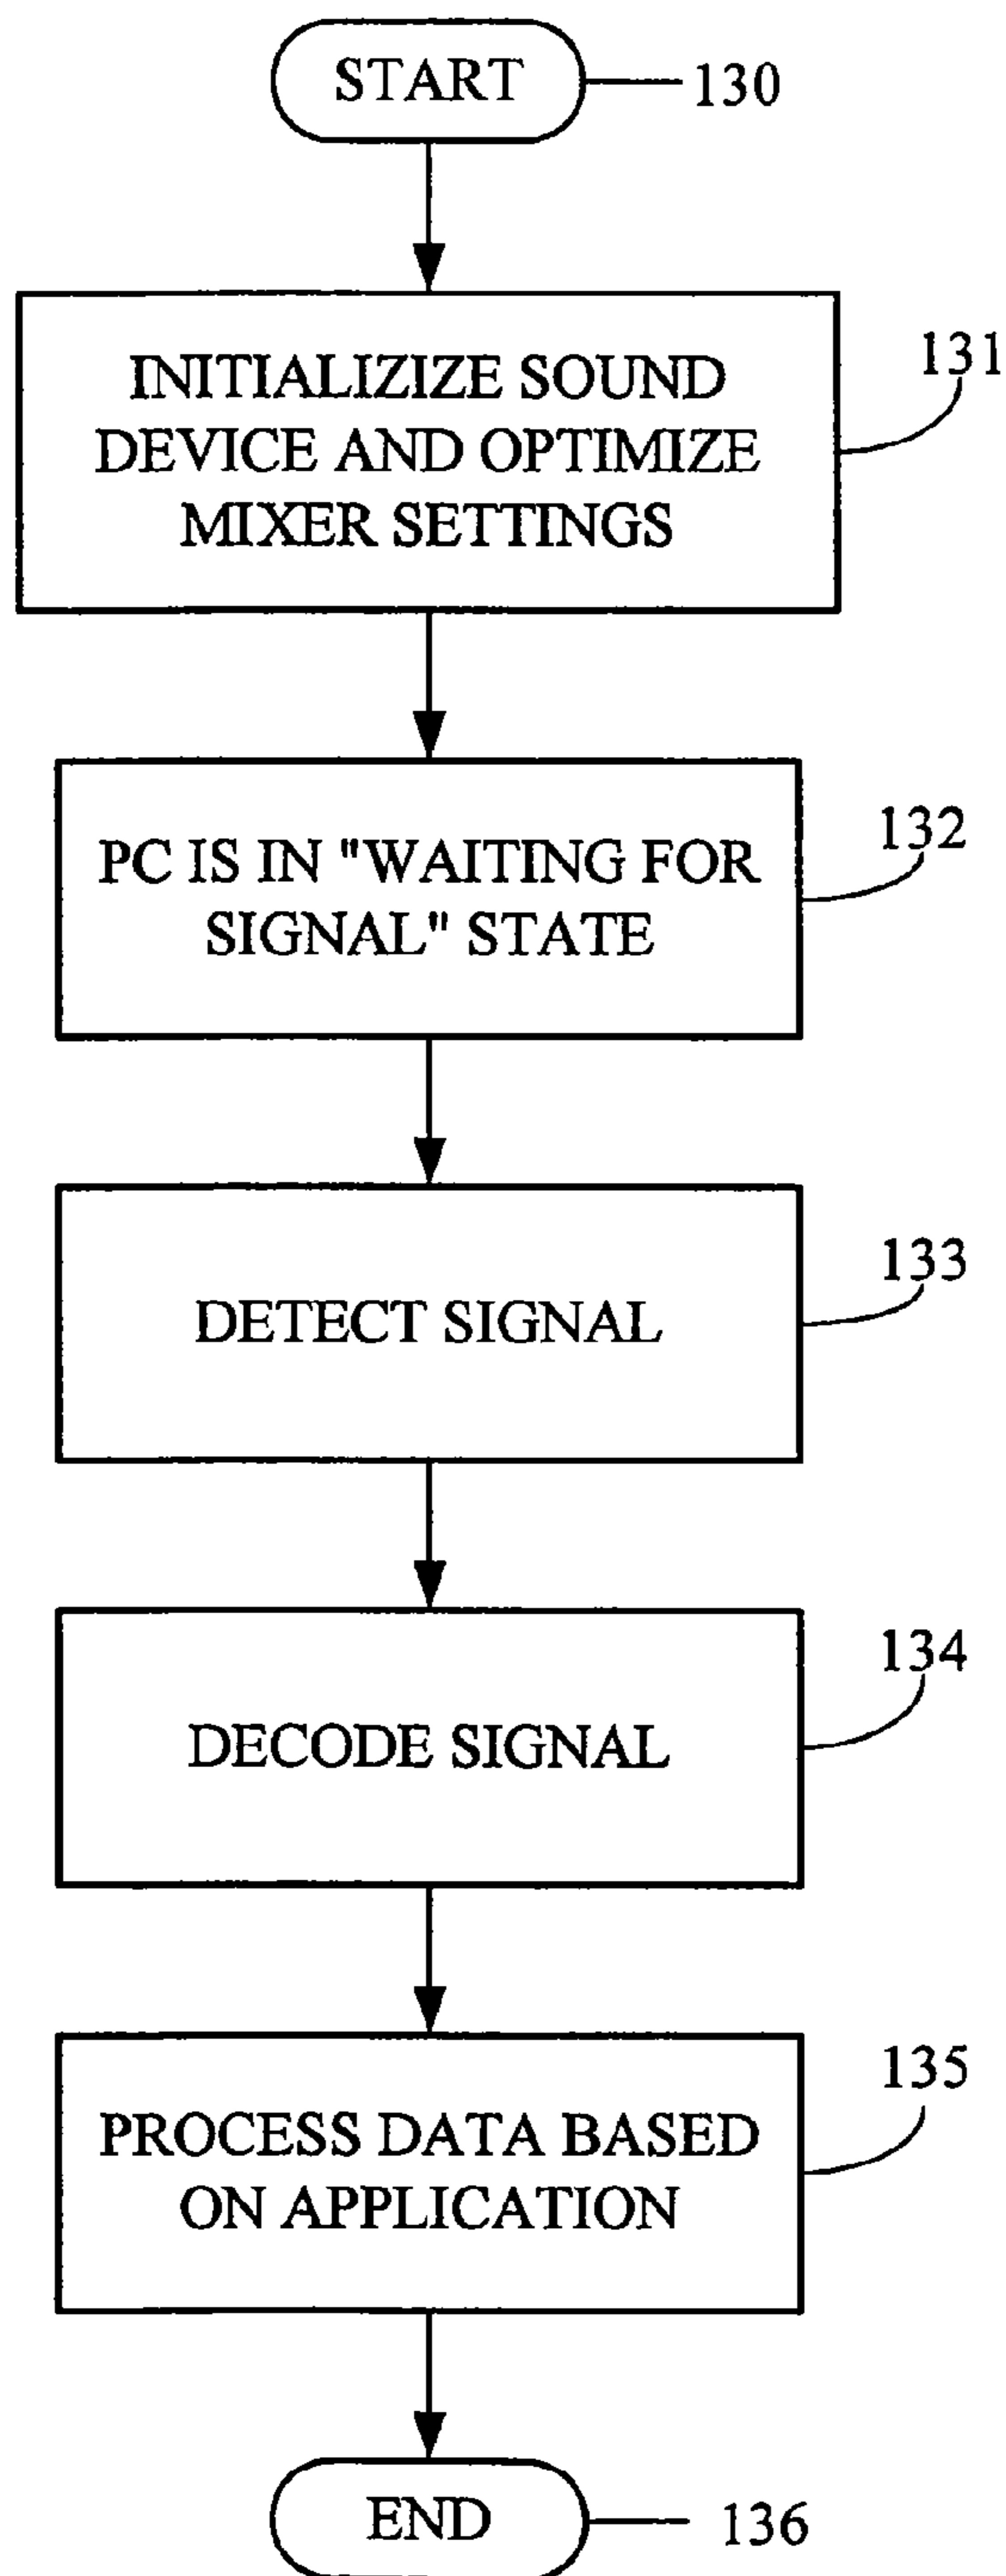 START
130
INITIALIZIZE SOUND
DEVICE AND OPTIMIZE
MIXER SETTINGS
131
PC IS IN "WAITING FOR
SIGNAL" STATE
132
DETECT SIGNAL
133
DECODE SIGNAL
134
PROCESS DATA BASED
ON APPLICATION
135
END
136